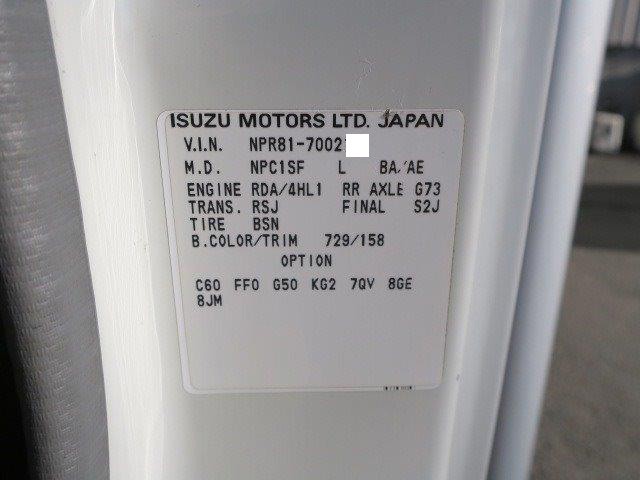 ISUZU MOTORS LTD. JAPAN
V.I.N. NPR81-7002
M.D. NPC1SF L BA/AE
ENGINE RDA/4HL1 RR AXLE G73
TRANS. RSJ FINAL S2J
TIRE BSN
B.COLOR/TRIM 729/158
OPTION
C60 FF0 G50 KG2 7QV 8GE
8JM